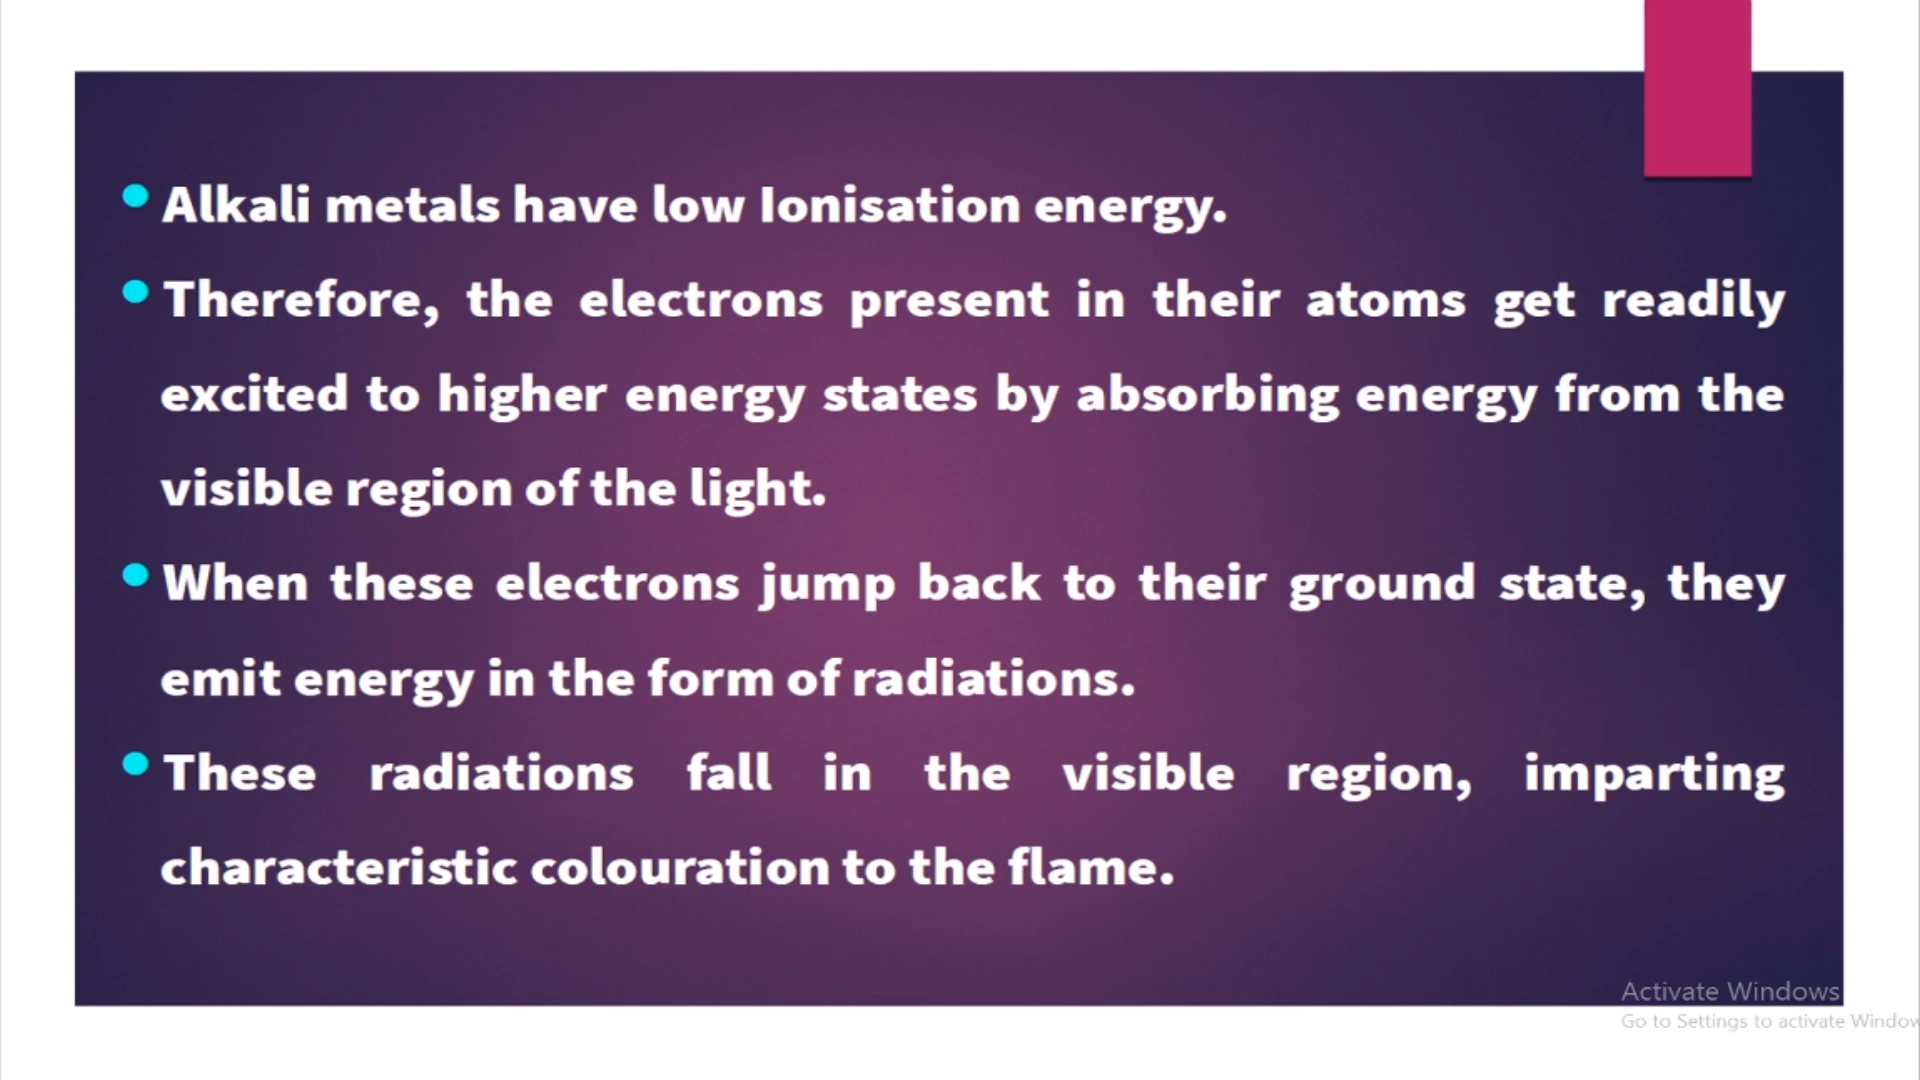 Alkali metals have low Ionisation energy.
Therefore, the electrons present in their atoms get readily
excited to higher energy states by absorbing energy from the
visible region of the light.
When these electrons jump back to their ground state, they
emit energy in the form of radiations.
These radiations fall in the visible region, imparting
characteristic colouration to the flame.
Activate Windows
Go to Settings to activate Window